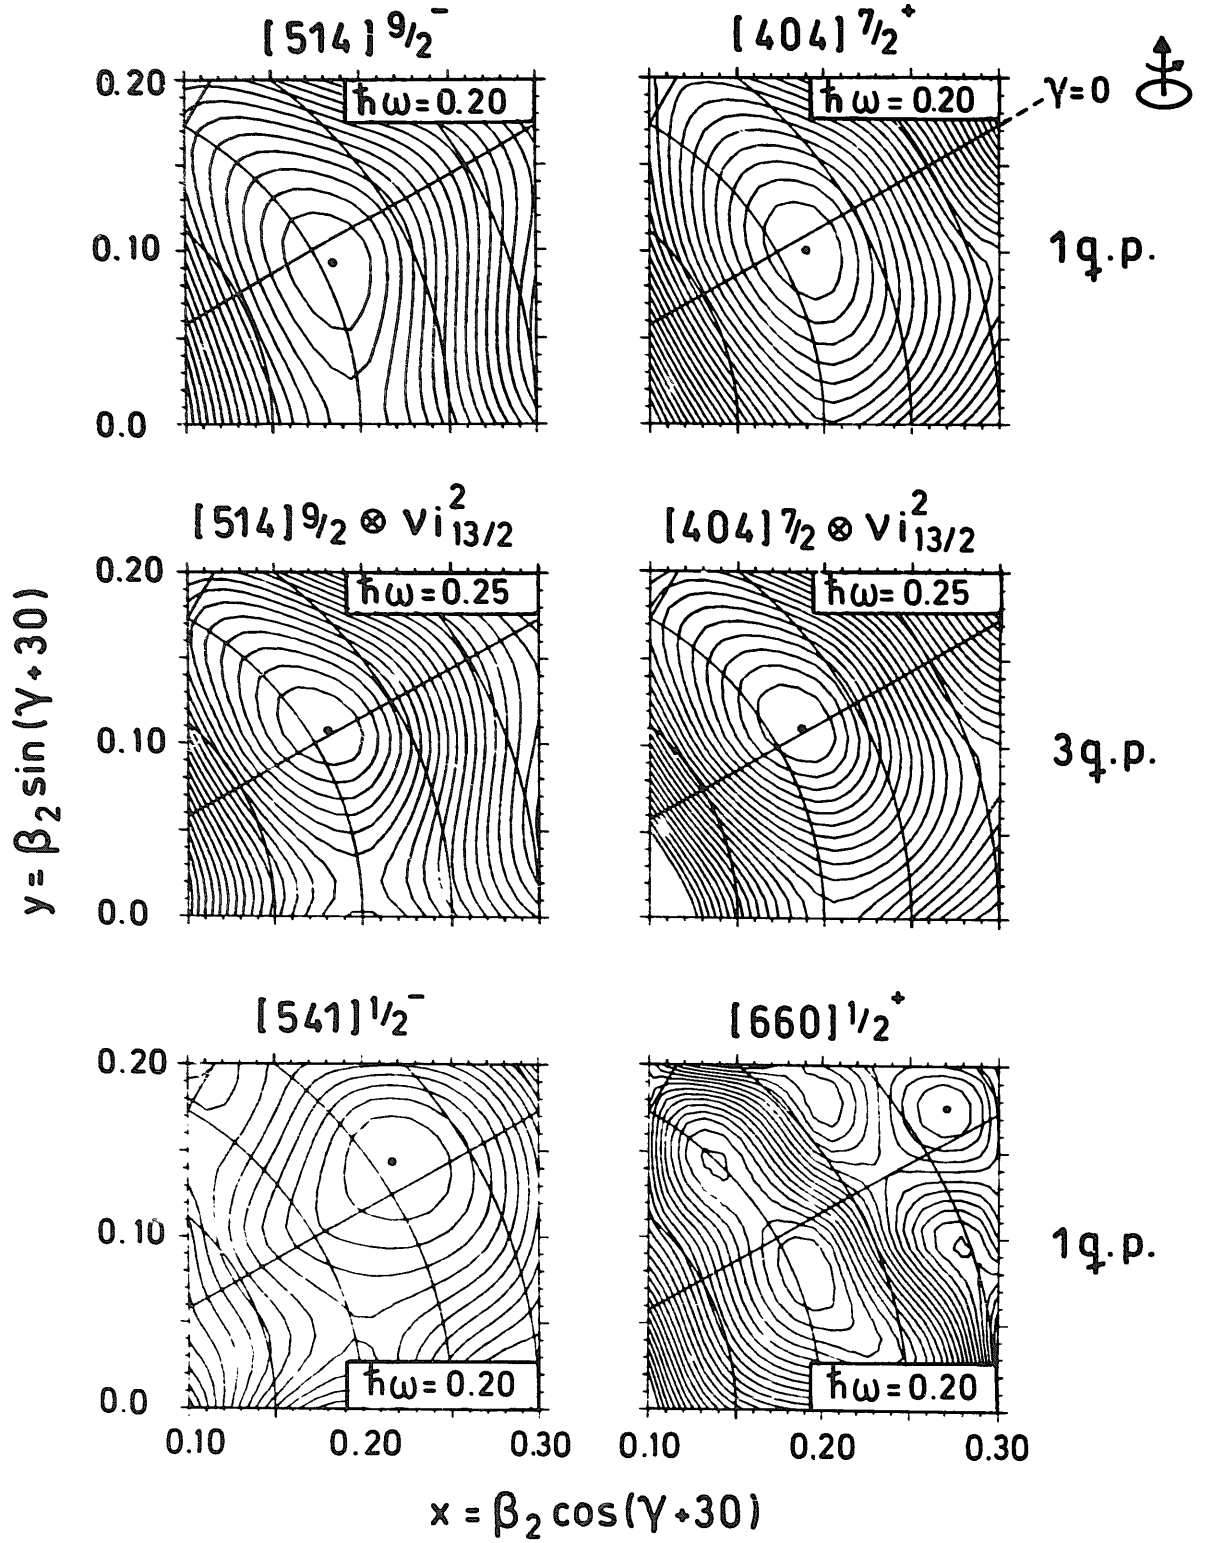 [514] 9/2⁻ [404] 7/2⁺
0.20 ħω=0.20 ħω=0.20 γ=0
0.10 1q.p.
0.0
[514] 9/2 ⊗ νi²13/2 [404] 7/2 ⊗ νi²13/2
0.20 ħω=0.25 ħω=0.25
0.10 3q.p.
0.0
y = β₂ sin(γ+30)
[541] 1/2⁻ [660] 1/2⁺
0.20
0.10 1q.p.
ħω=0.20 ħω=0.20
0.0
0.10 0.20 0.30 0.10 0.20 0.30
x = β₂ cos(γ+30)